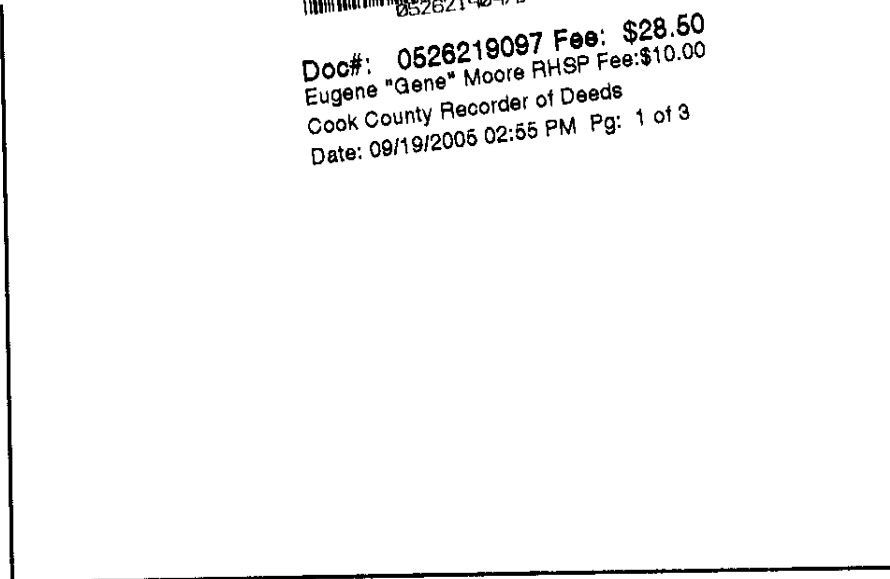 Doc#: 0526219097 Fee: $28.50
Eugene "Gene" Moore RHSP Fee:$10.00
Cook County Recorder of Deeds
Date: 09/19/2005 02:55 PM Pg: 1 of 3